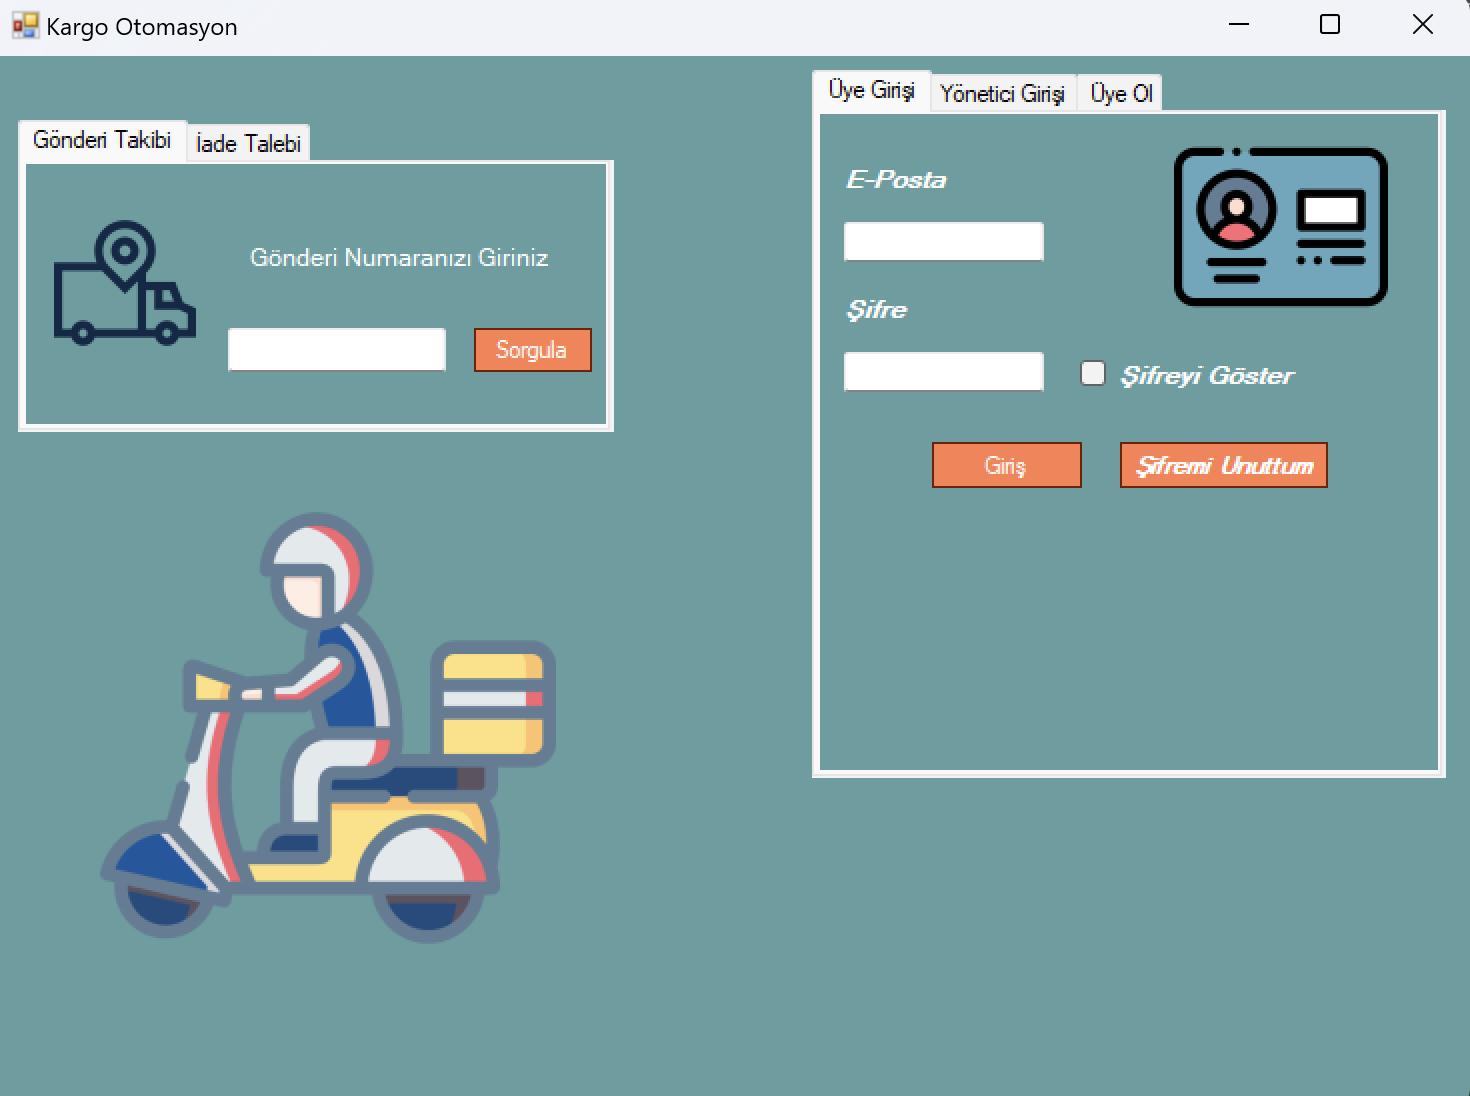 Kargo Otomasyon
Gönderi Takibi
İade Talebi
Gönderi Numaranızı Giriniz
Sorgula
Üye Girişi
Yönetici Girişi
Üye Ol
E-Posta
Şifre
Şifreyi Göster
Giriş
Şifremi Unuttum